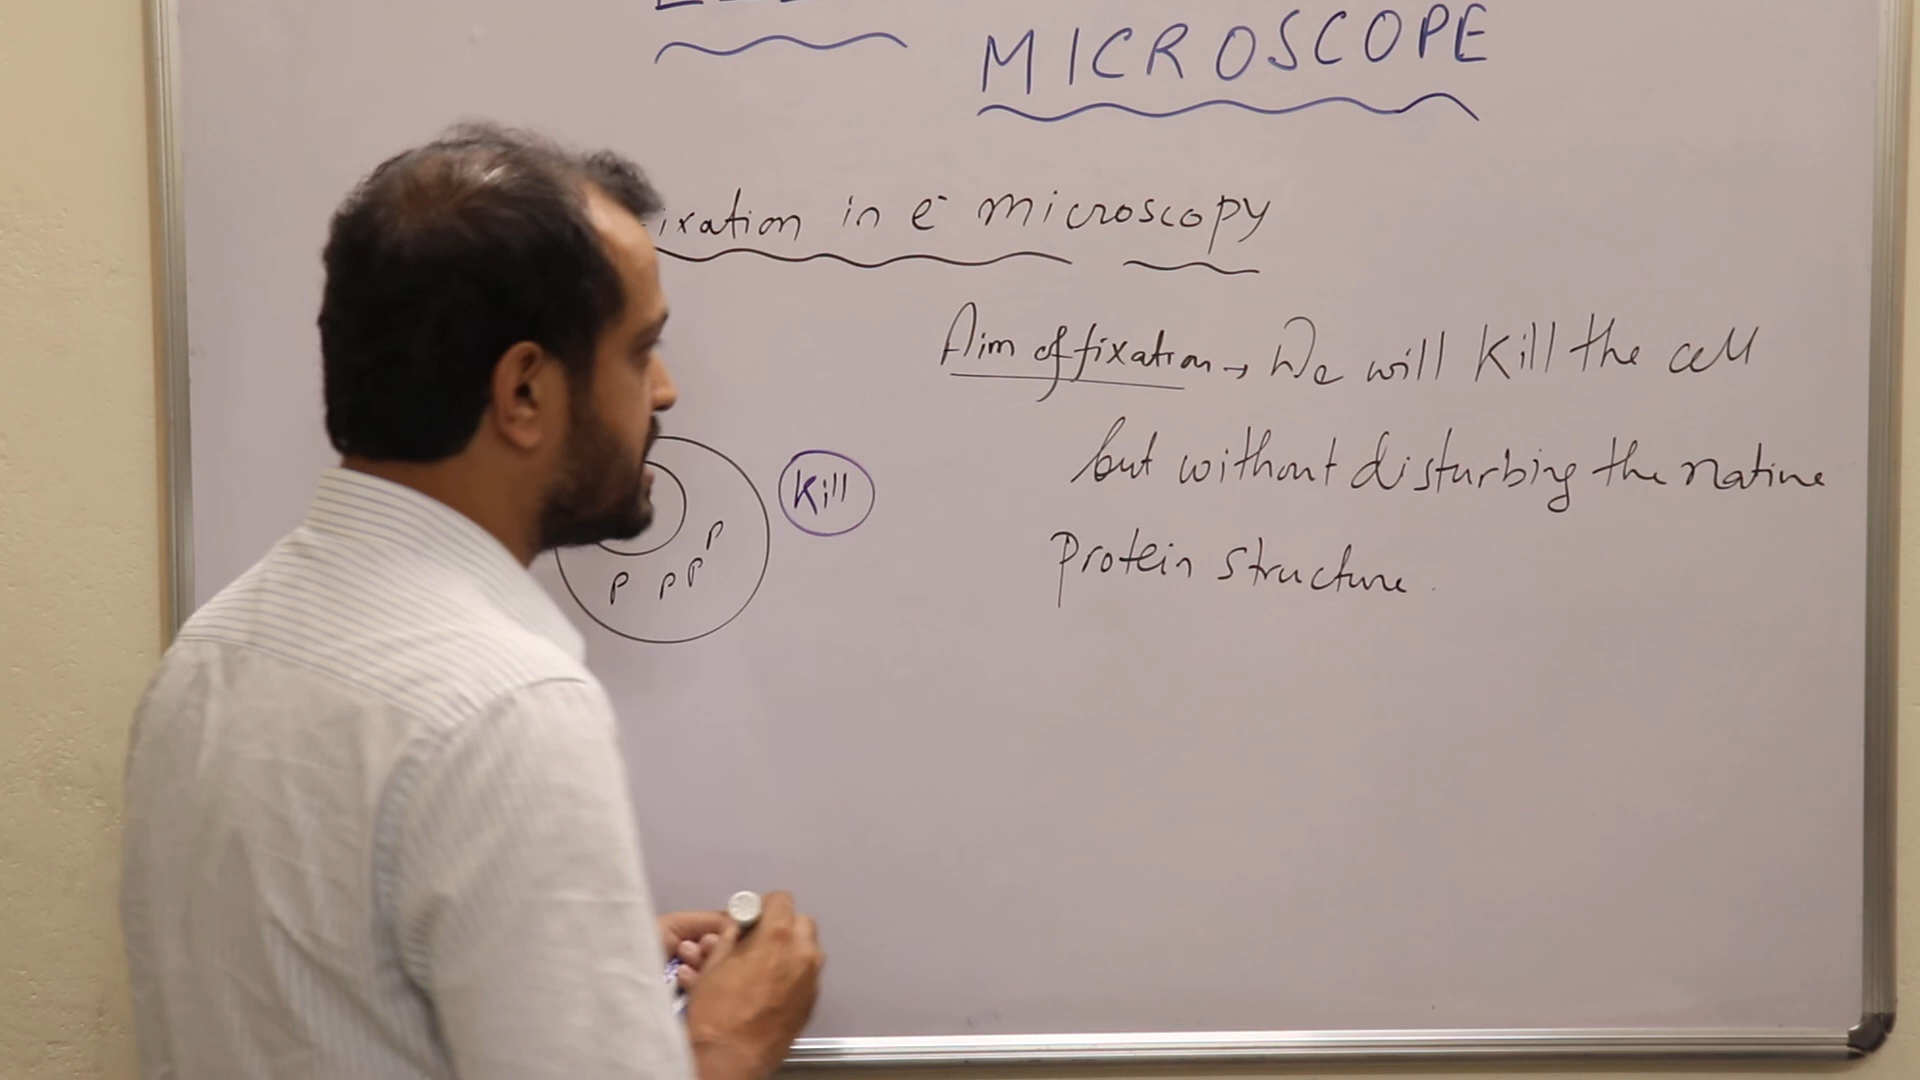 MICROSCOPE
ixation in e- microscopy
Aim of fixation → We will Kill the cell
but without disturbing the native
Protein structure.
Kill
P P P P